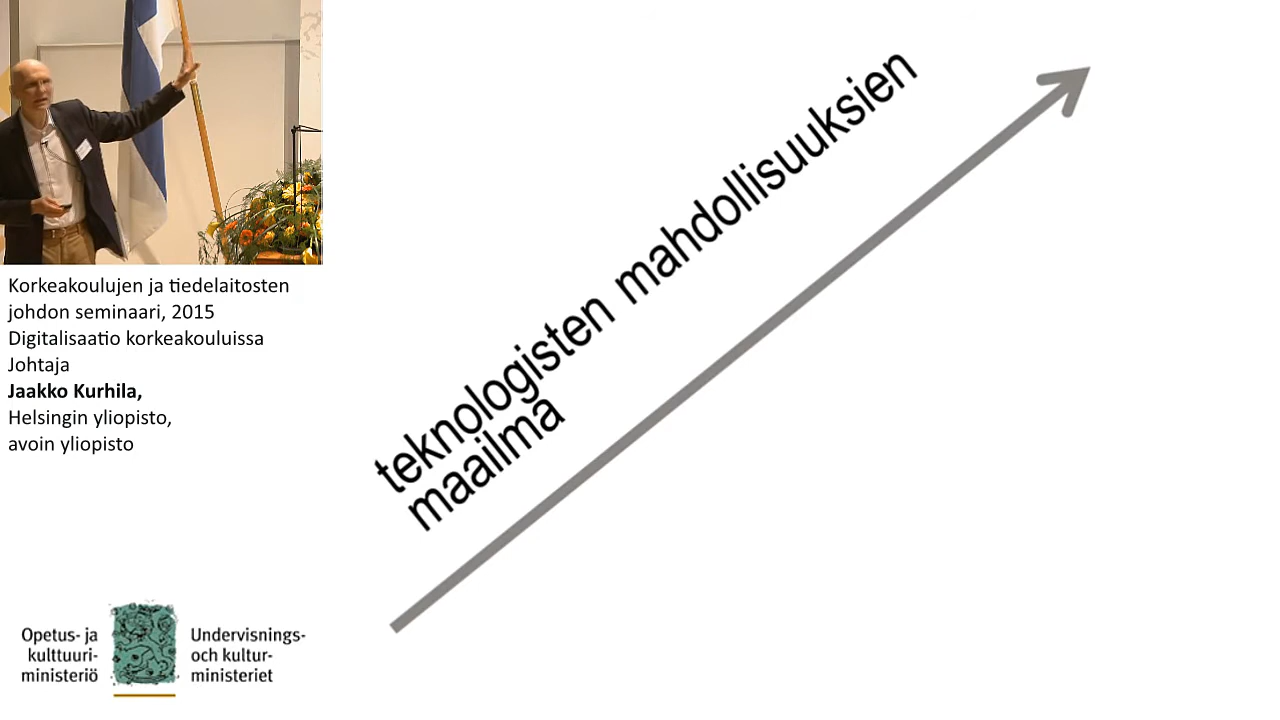 teknologisten mahdollisuuksien
maailma
Korkeakoulujen ja tiedelaitosten
johdon seminaari, 2015
Digitalisaatio korkeakouluissa
Johtaja
Jaakko Kurhila,
Helsingin yliopisto,
avoin yliopisto
Opetus- ja
kulttuuri-
ministeriö
Undervisnings-
och kultur-
ministeriet